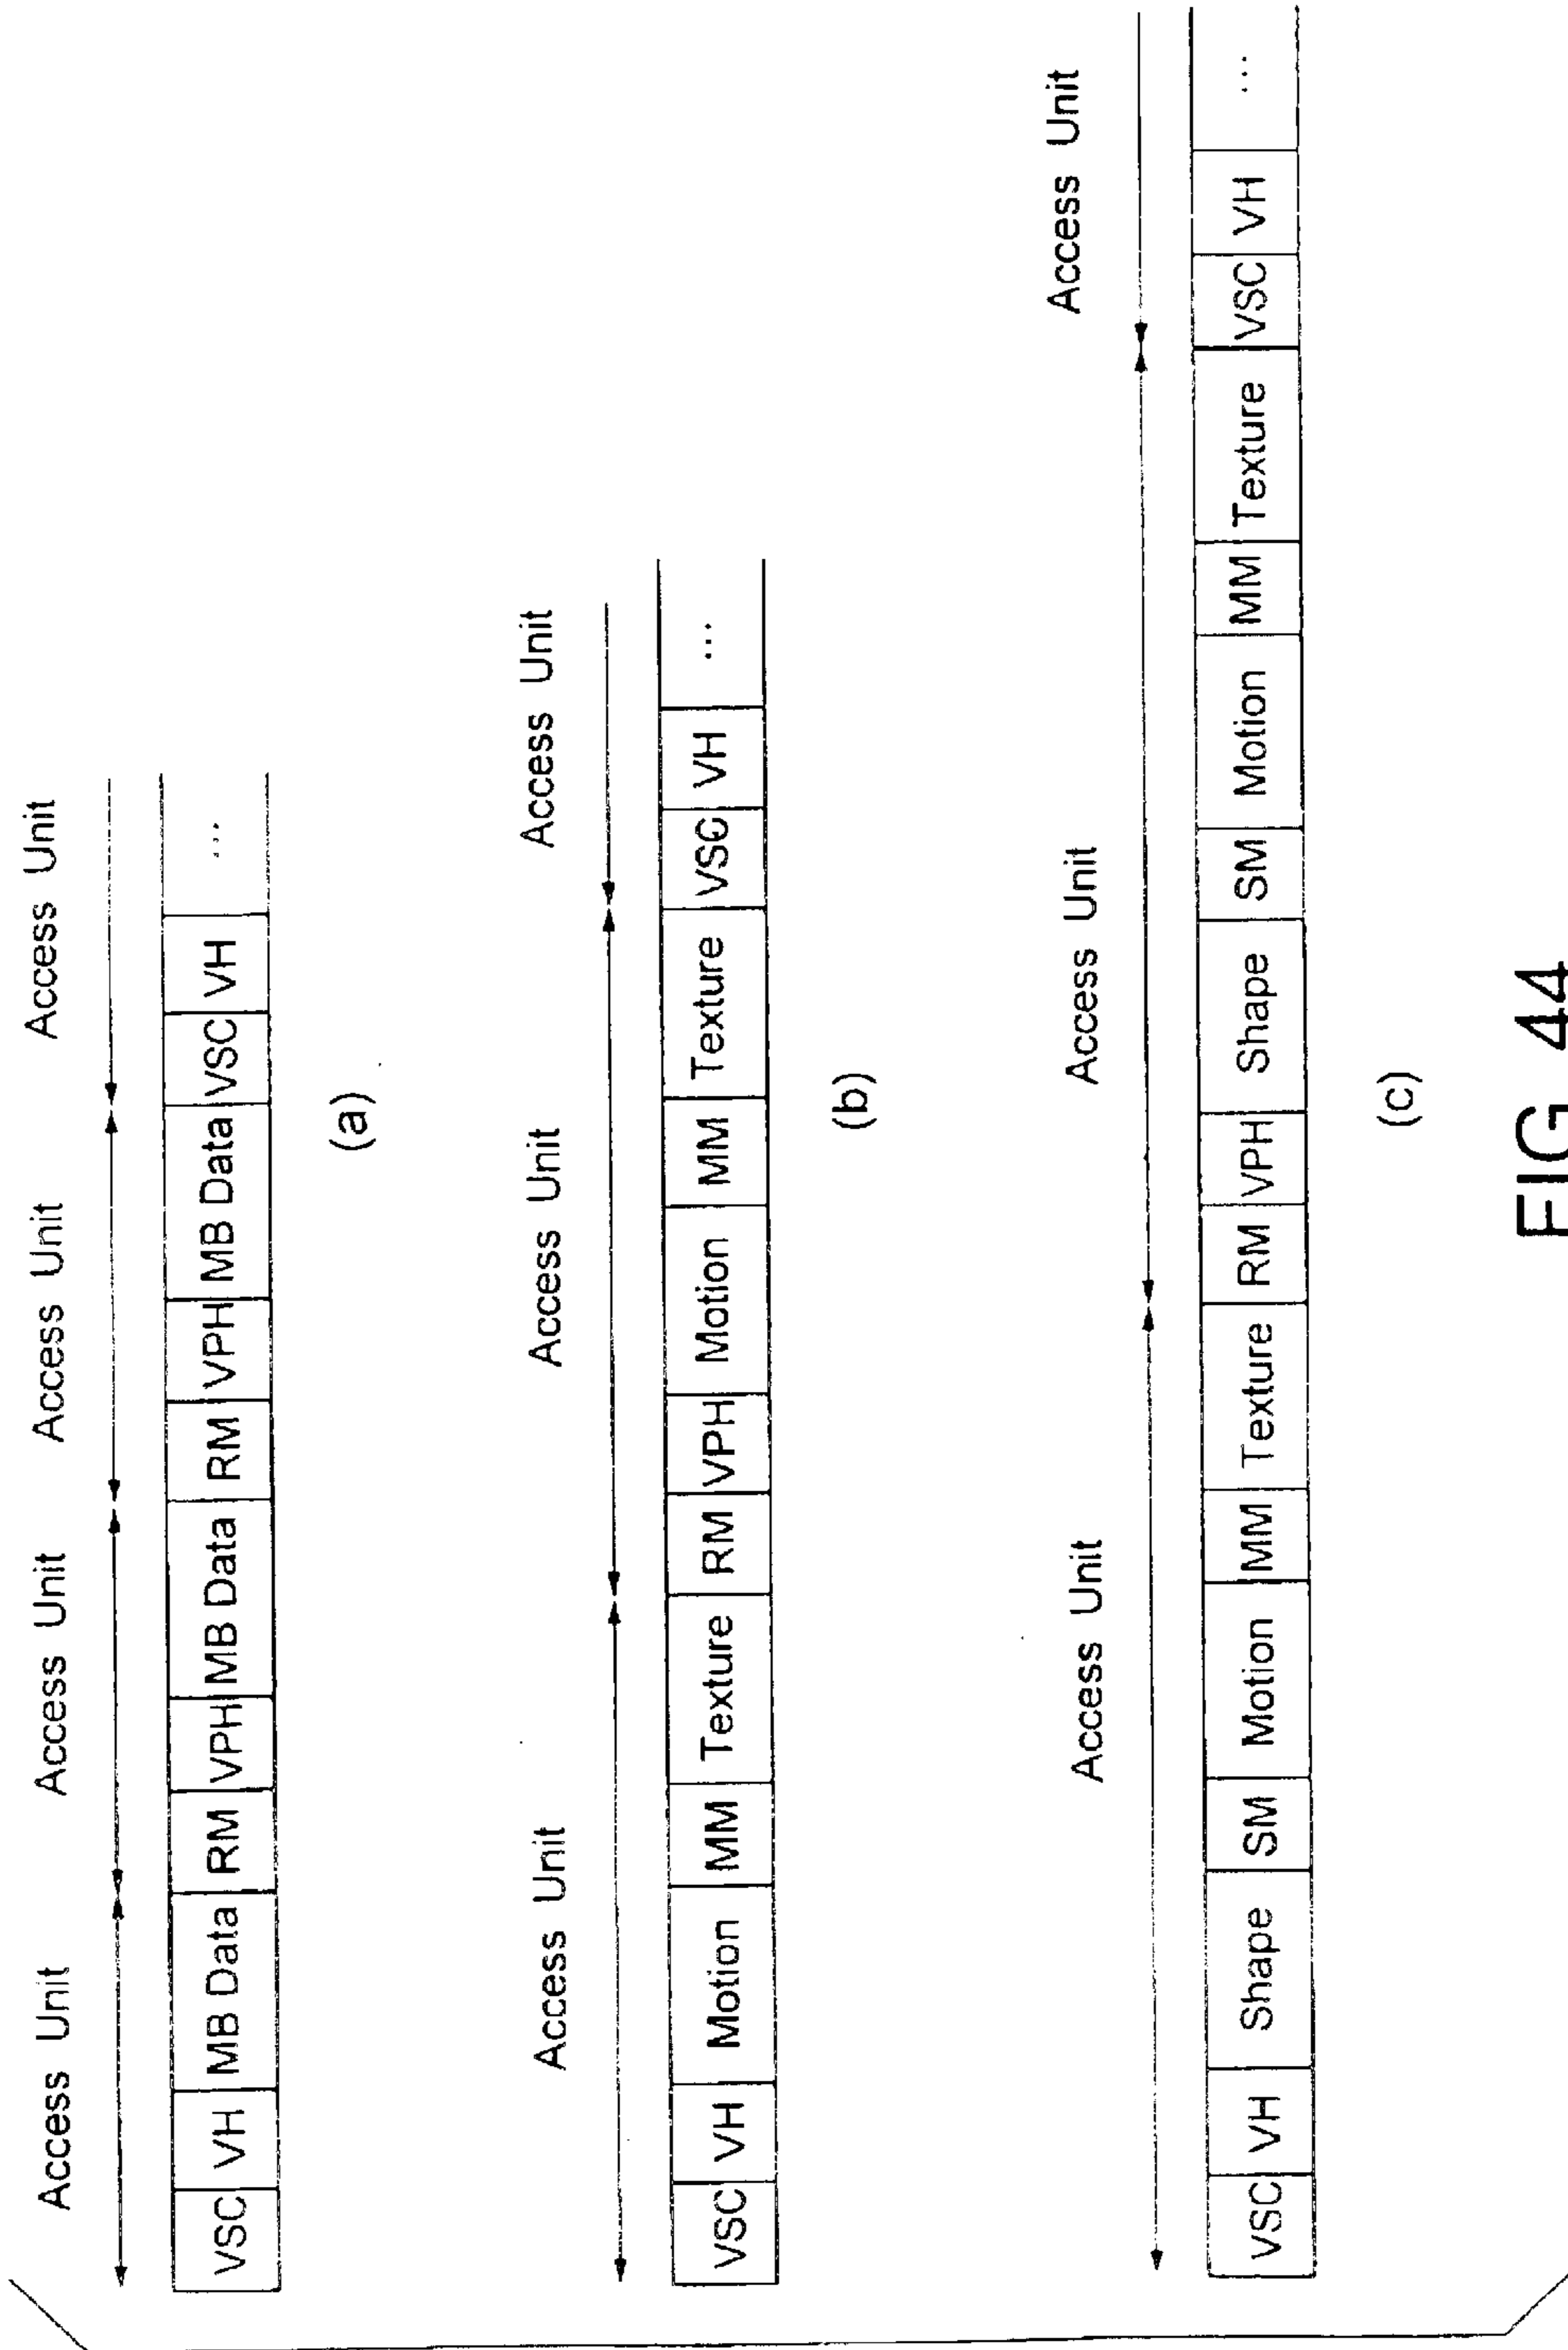 Access Unit Access Unit Access Unit Access Unit
VSC VH MB Data RM VPH MB Data RM VPH MB Data VSC VH ...
(a)
Access Unit Access Unit Access Unit
VSC VH Motion MM Texture RM VPH Motion MM Texture VSC VH ...
(b)
Access Unit Access Unit Access Unit
VSC VH Shape SM Motion MM Texture RM VPH Shape SM Motion MM Texture VSC VH ...
(c)
FIG 44